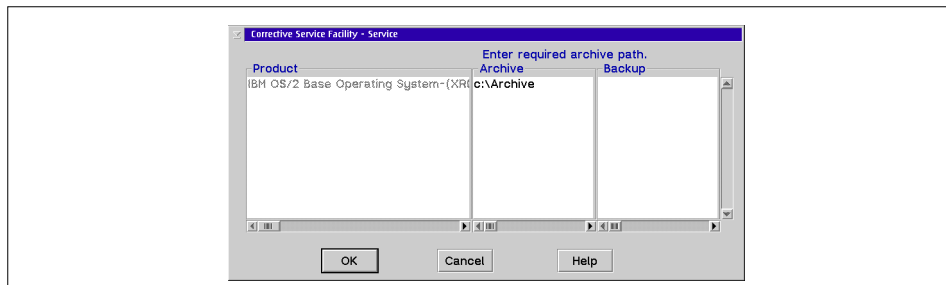 Corrective Service Facility - Service
Enter required archive path.
Product Archive Backup
IBM OS/2 Base Operating System-(XR c:\Archive
OK Cancel Help